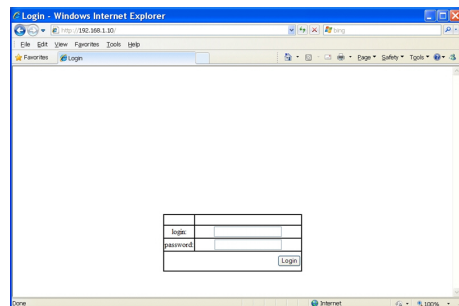 Login - Windows Internet Explorer
http://192.168.1.10/
bing
File Edit View Favorites Tools Help
Favorites Login Page Safety Tools
login:
password:
Login
Done Internet 100%